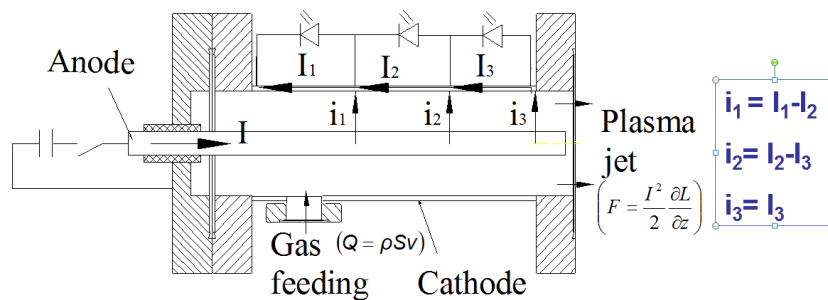 Anode
I
I₁
I₂
I₃
i₁
i₂
i₃
Plasma
jet
(F = I²/2 ∂L/∂z)
Gas (Q = ρSv)
feeding
Cathode
i₁ = I₁-I₂
i₂= I₂-I₃
i₃= I₃